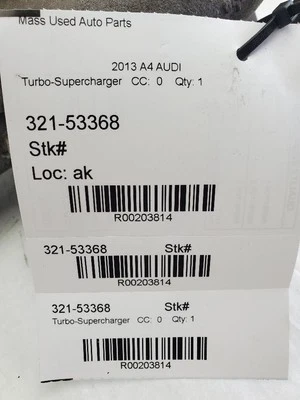 Mass Used Auto Parts
2013 A4 AUDI
Turbo-Supercharger CC: 0 Qty: 1
321-53368
Stk#
Loc: ak
R00203814
321-53368 Stk#
R00203814
321-53368 Stk#
Turbo-Supercharger CC: 0 Qty: 1
R00203814